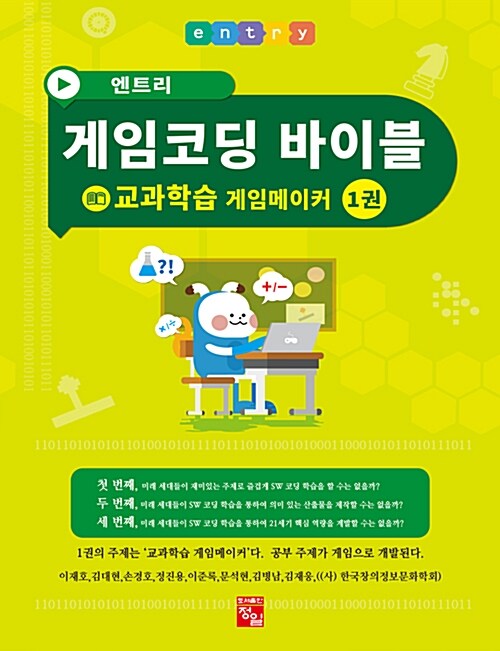 entry
엔트리
게임코딩 바이블
교과학습 게임메이커 1권
?!
+/−
×/÷
110110101010101110110101010101101010101010
첫 번째, 미래 세대들이 재미있는 주제로 즐겁게 SW 코딩 학습을 할 수는 없을까?
두 번째, 미래 세대들이 SW 코딩 학습을 통하여 의미 있는 산출물을 제작할 수는 없을까?
세 번째, 미래 세대들이 SW 코딩 학습을 통하여 21세기 핵심 역량을 계발할 수는 없을까?
1권의 주제는 '교과학습 게임메이커'다. 공부 주제가 게임으로 개발된다.
이재호,김대현,손경호,정진용,이준록,문석현,김병남,김재웅,((사) 한국창의정보문화학회)
도서출판
정일